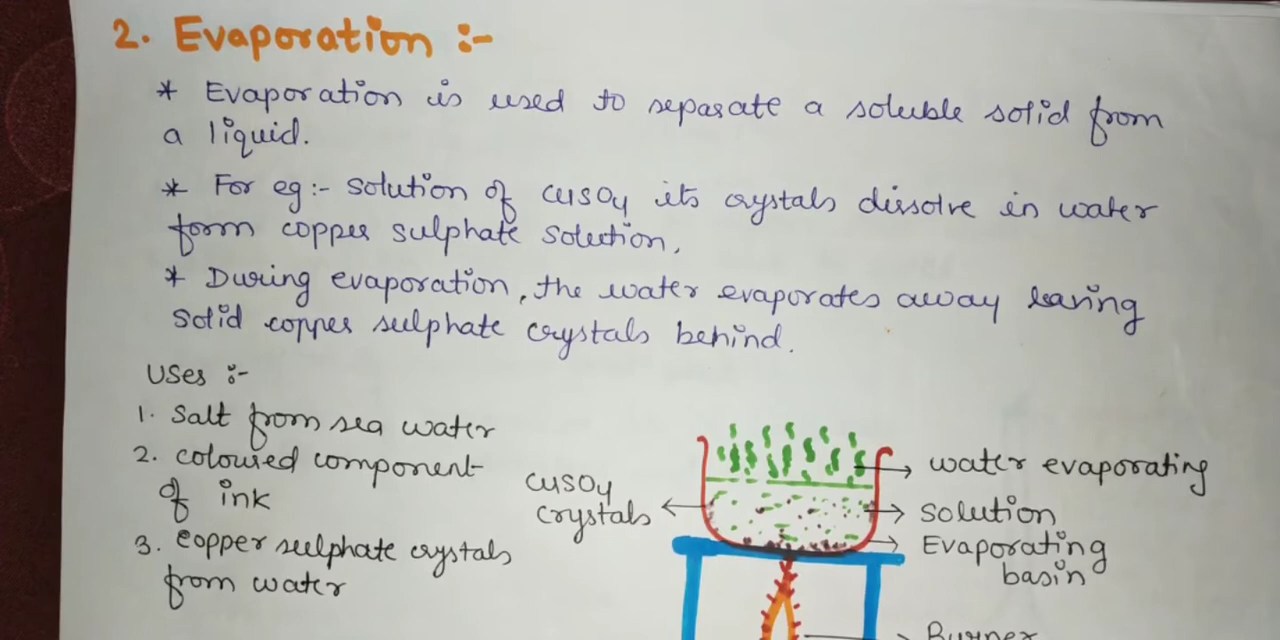 2. Evaporation :-
* Evaporation is used to separate a soluble solid from
a liquid.
* For eg:- Solution of CuSO4 its crystals dissolve in water
form copper sulphate solution.
* During evaporation, the water evaporates away leaving
solid copper sulphate crystals behind.
Uses :-
1. Salt from sea water
2. coloured component
of ink
3. copper sulphate crystals
from water
CuSO4
crystals
water evaporating
solution
Evaporating
basin
Burner